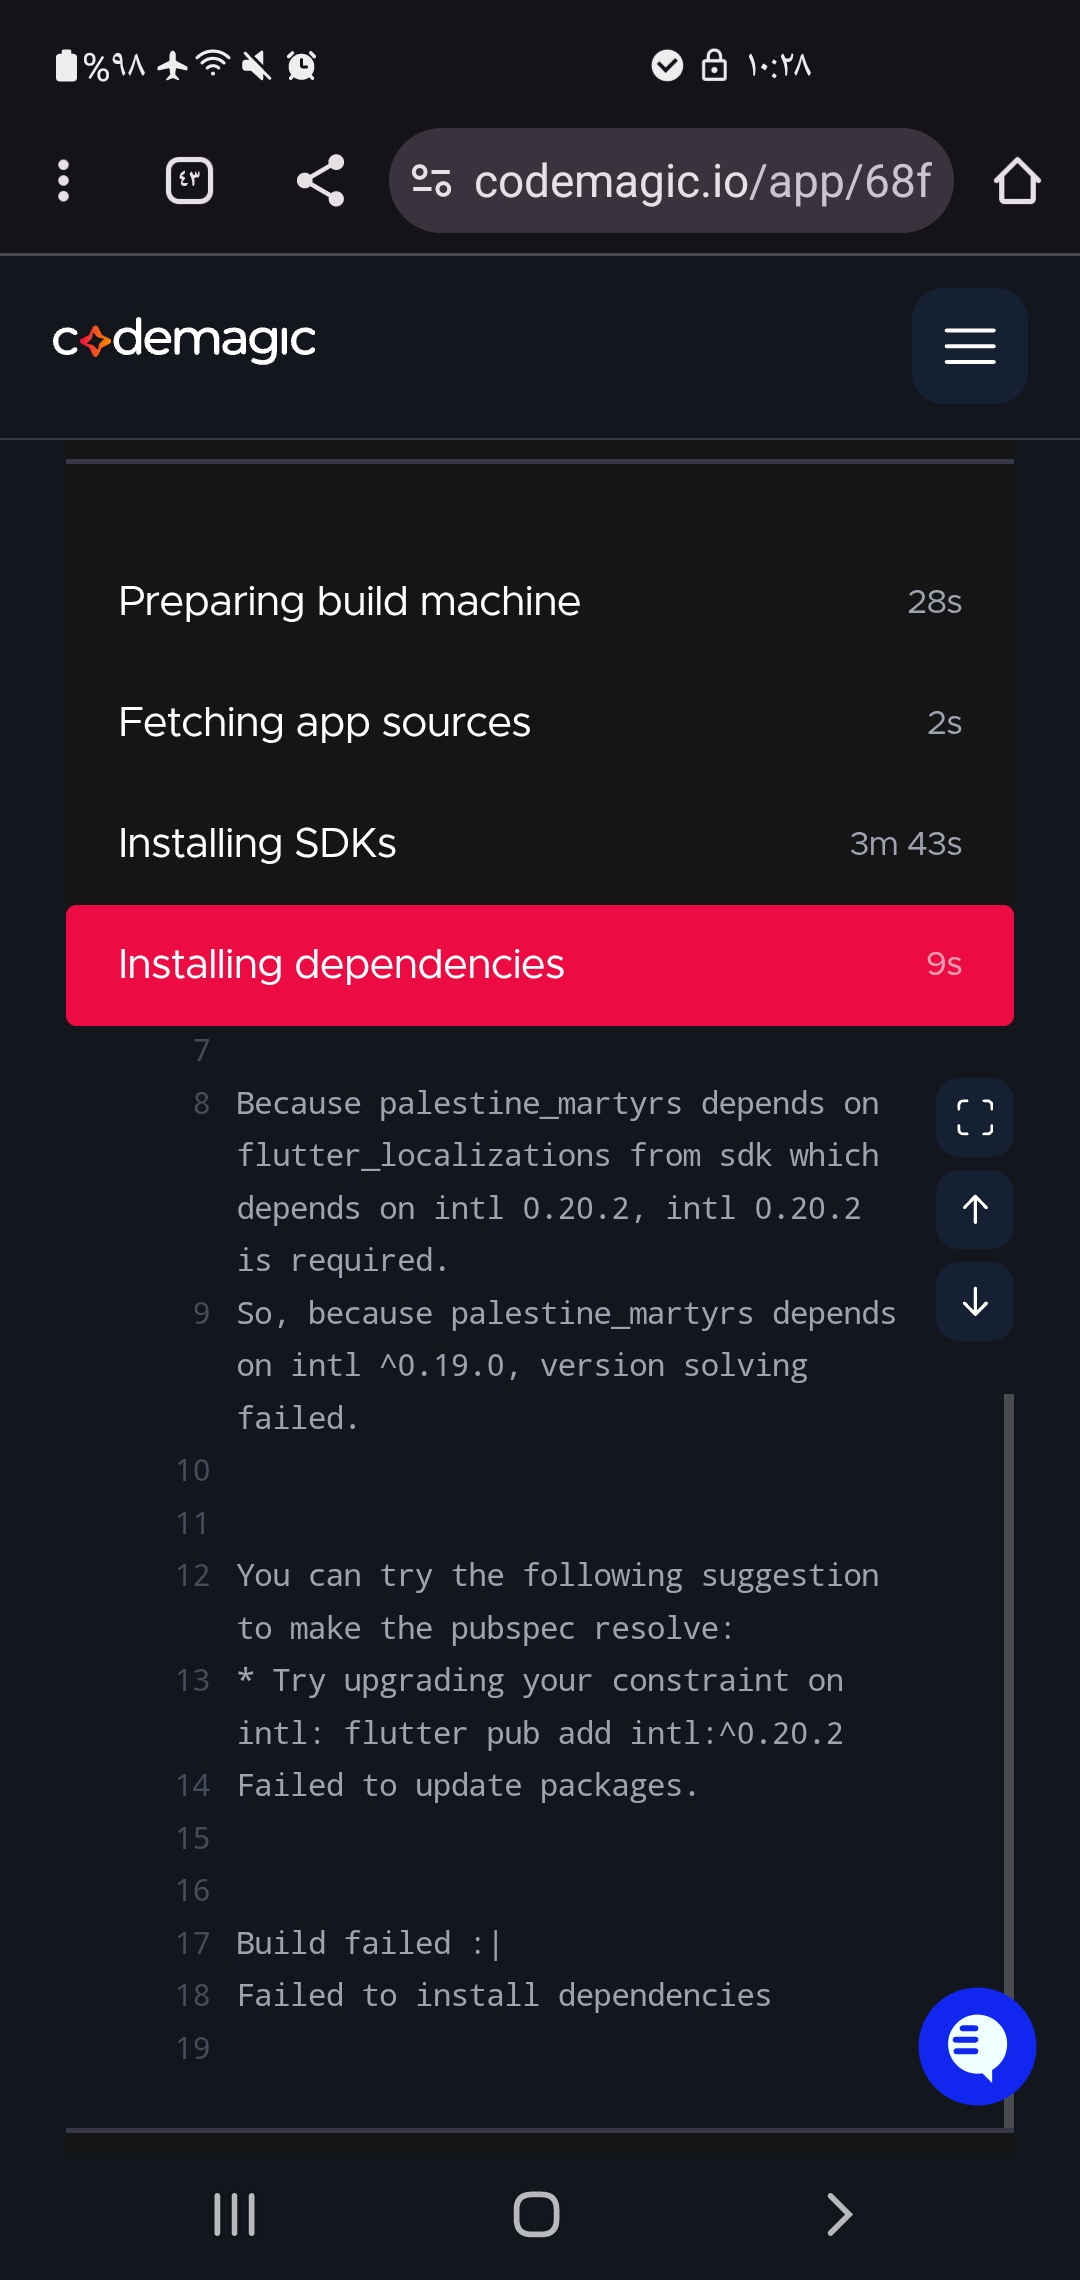 %٩٨
١٠:٢٨
٤٣
codemagic.io/app/68f
codemagic
Preparing build machine 28s
Fetching app sources 2s
Installing SDKs 3m 43s
Installing dependencies 9s
7
8 Because palestine_martyrs depends on
flutter_localizations from sdk which
depends on intl 0.20.2, intl 0.20.2
is required.
9 So, because palestine_martyrs depends
on intl ^0.19.0, version solving
failed.
10
11
12 You can try the following suggestion
to make the pubspec resolve:
13 * Try upgrading your constraint on
intl: flutter pub add intl:^0.20.2
14 Failed to update packages.
15
16
17 Build failed :|
18 Failed to install dependencies
19